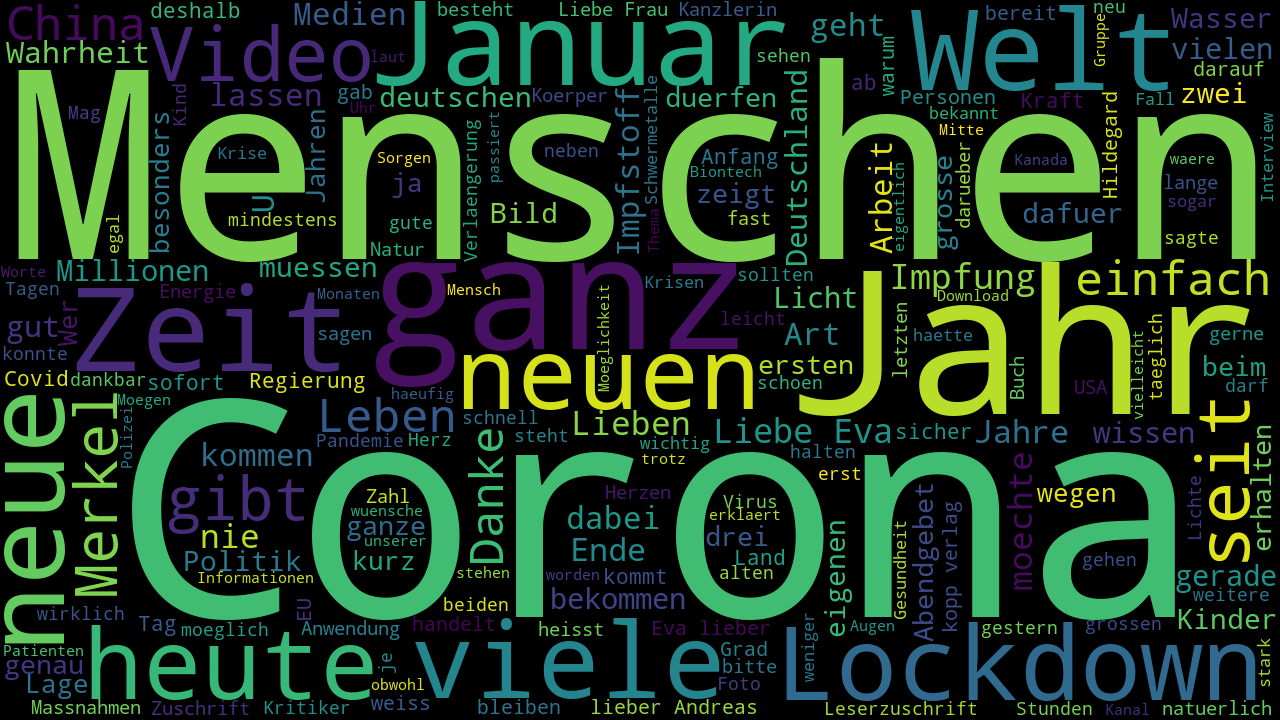 China
deshalb
Medien
besteht
Liebe Frau
Kanzlerin
geht
bereit
neu
Gruppe
Wasser
Wahrheit
Video
laut
Januar
sehen
warum
Welt
vielen
darauf
Mag
Kind
lassen
gab
Uhr
deutschen
Koerper
Schwermetalle
duerfen
ab
Personen
bekannt
Kraft
Fall
zwei
Menschen
besonders
Krise
Jahren
Sorgen
passiert
neben
Impfstoff
Anfang
Biontech
Deutschland
Arbeit
eigentlich
grosse
Mitte
darueber
Kanada
Hildegard
waere
Interview
egal
mindestens
u
ja
gute
Natur
Verlaengerung
Bild
Thema
zeigt
fast
dafuer
lange
sogar
sagte
Worte
Tagen
Millionen
muessen
Energie
Monaten
ganz
Mensch
Krisen
sollten
Licht
Impfung
Download
einfach
gut
Wer
Zeit
sagen
Moeglichkeit
leicht
Art
letzten
haette
Jahr
vielleicht
taeglich
gerne
konnte
Covid
dankbar
sofort
Regierung
haeufig
neuen
ersten
schoen
Buch
USA
beim
darf
neue
Merkel
Moegen
Polizei
Leben
schnell
Pandemie
Herz
Danke
steht
Lieben
wichtig
trotz
Liebe Eva
halten
sicher
Jahre
wissen
seit
erhalten
kommen
gibt
nie
Politik
Informationen
Corona
Zahl
wuensche
ganze
unserer
kurz
stehen
Herzen
dabei
Ende
worden
kommt
bekommen
Virus
erklaert
drei
Land
alten
erst
eigenen
Gesundheit
Abendgebet
kopp verlag
moechte
wegen
gehen
Lichte
gerade
weitere
wirklich
Tag
moeglich
EU
Anwendung
handelt
beiden
heisst
Eva lieber
Augen
gestern
grossen
Kinder
Patienten
genau
Lage
heute
je
obwohl
weiss
viele
Grad
bitte
Foto
weniger
Lockdown
stark
Massnahmen
Zuschrift
Kritiker
bleiben
lieber Andreas
Leserzuschrift
Stunden
Kanal
natuerlich